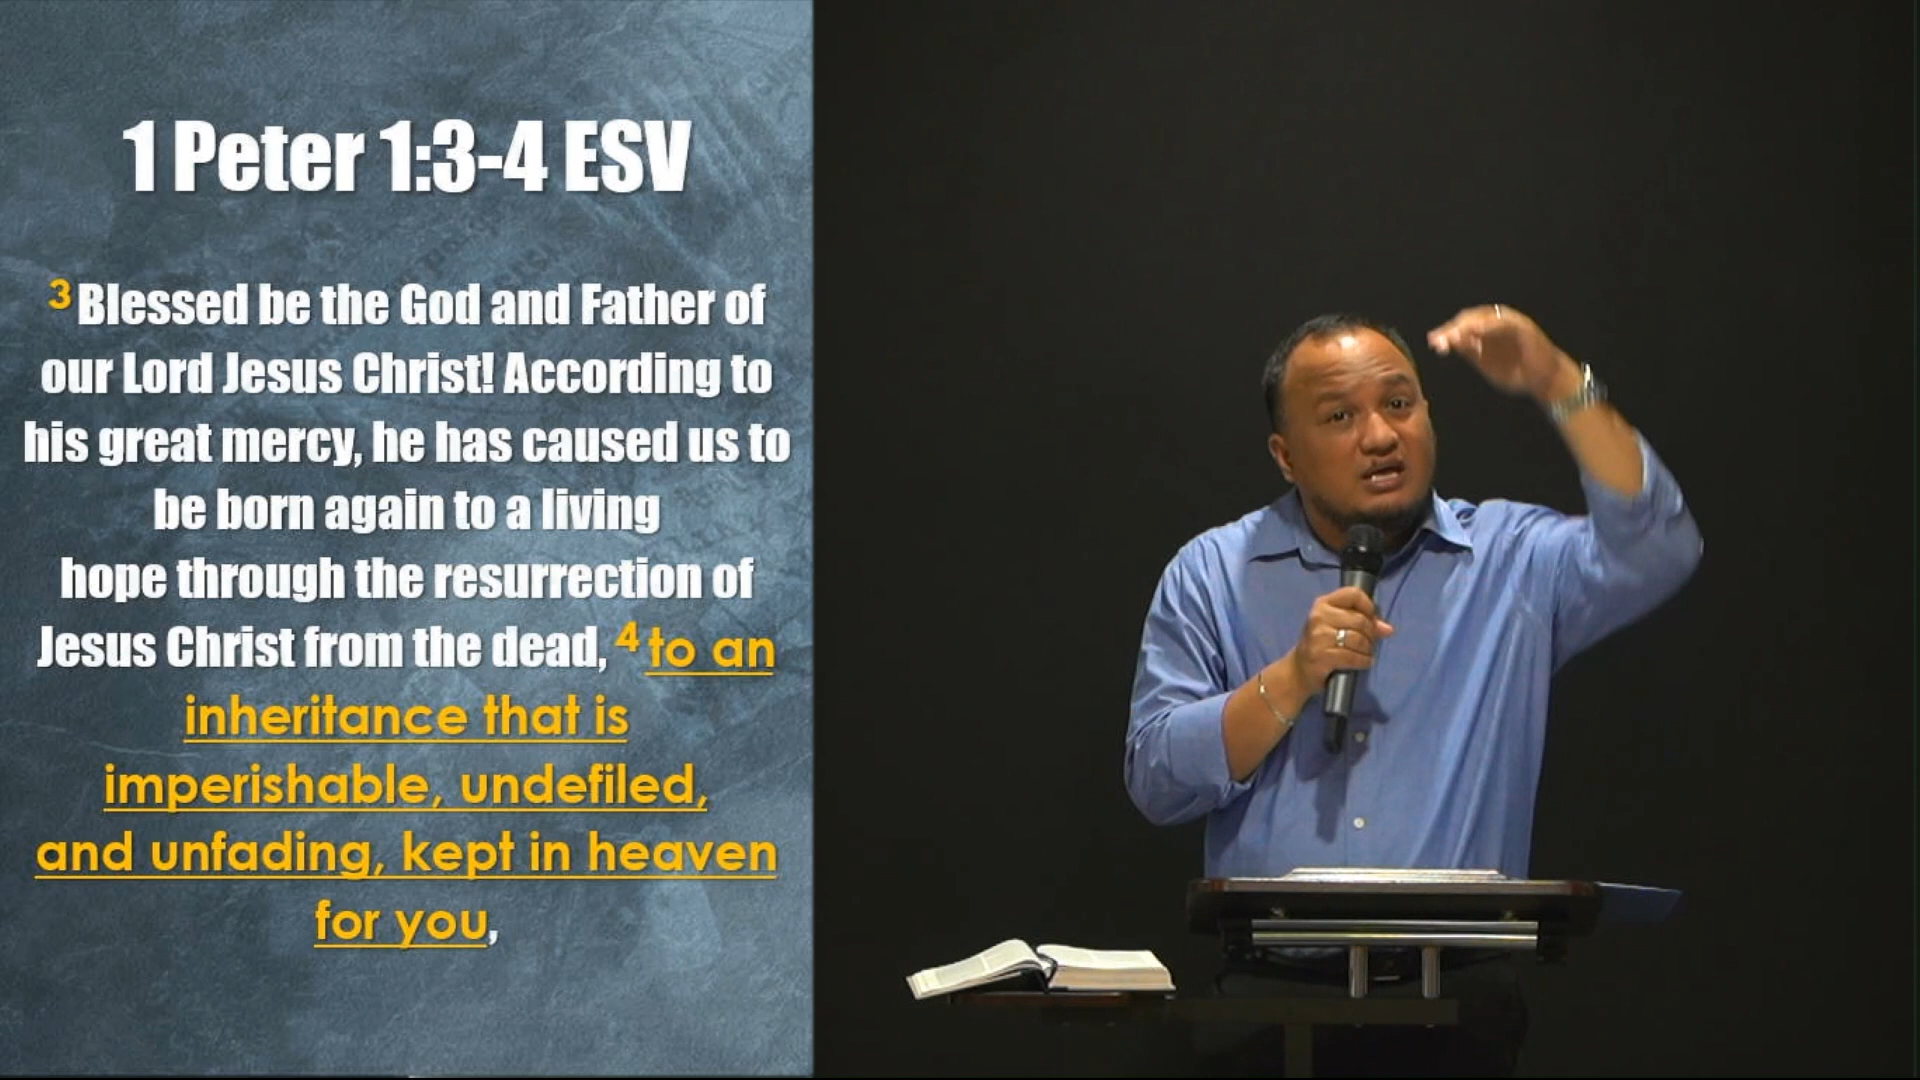 1 Peter 1:3-4 ESV
3 Blessed be the God and Father of
our Lord Jesus Christ! According to
his great mercy, he has caused us to
be born again to a living
hope through the resurrection of
Jesus Christ from the dead, 4 to an
inheritance that is
imperishable, undefiled,
and unfading, kept in heaven
for you,